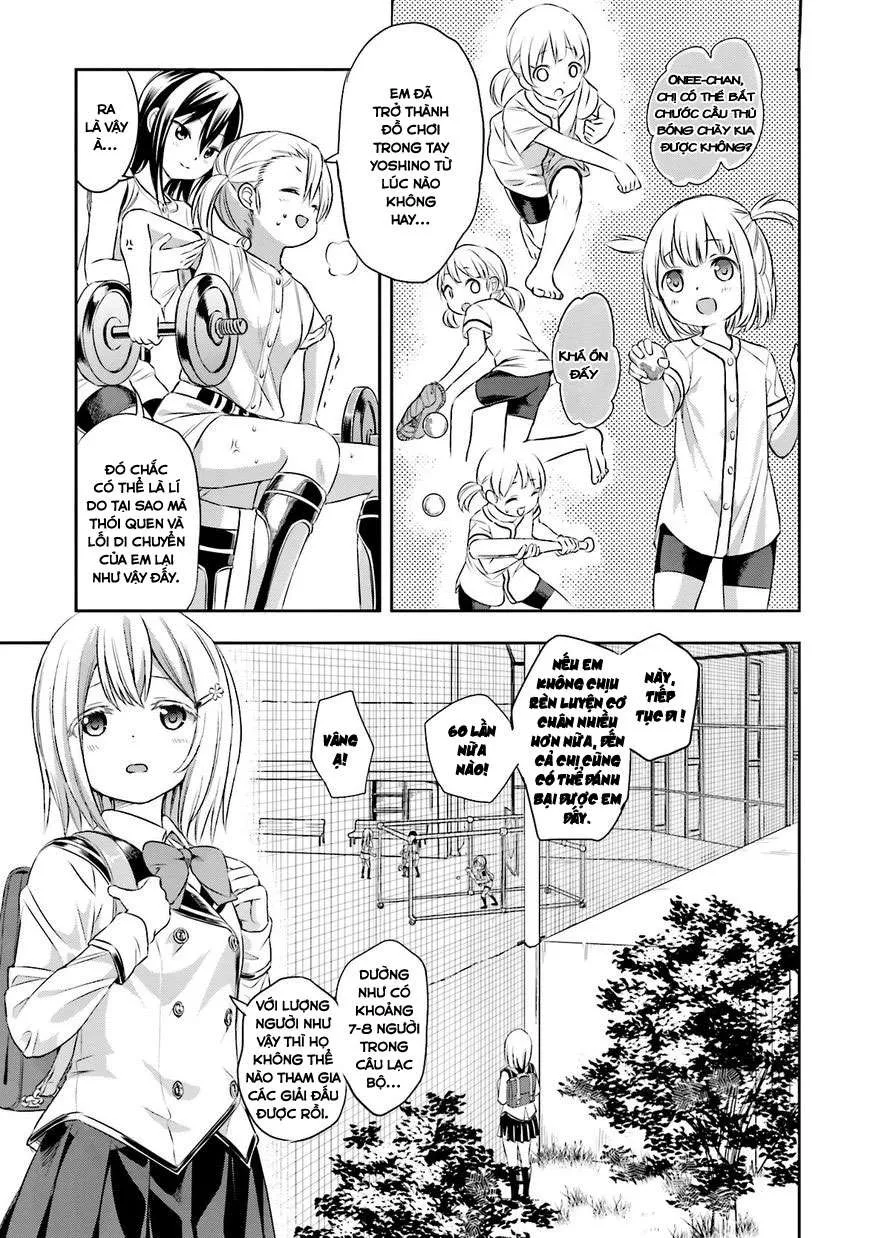 ONEE-CHAN,
CHỊ CÓ THỂ BẮT
CHƯỚC CẦU THỦ
BÓNG CHÀY KIA
ĐƯỢC KHÔNG?
KHÁ ỔN
ĐẤY
EM ĐÃ
TRỞ THÀNH
ĐỒ CHƠI
TRONG TAY
YOSHINO TỪ
LÚC NÀO
KHÔNG
HAY...
RA
LÀ VẬY
À...
ĐÓ CHẮC
CÓ THỂ LÀ LÍ
DO TẠI SAO MÀ
THÓI QUEN VÀ
LỐI DI CHUYỂN
CỦA EM LẠI
NHƯ VẬY ĐẤY.
NÀY,
TIẾP
TỤC ĐI!
NẾU EM
KHÔNG CHỊU
RÈN LUYỆN CƠ
CHÂN NHIỀU
HƠN NỮA, ĐẾN
CẢ CHỊ CŨNG
CÓ THỂ ĐÁNH
BẠI ĐƯỢC EM
ĐẤY.
60 LẦN
NỮA
NÀO!
VÂNG
Ạ!
DƯỜNG
NHƯ CÓ
KHOẢNG
7-8 NGƯỜI
TRONG
CÂU LẠC
BỘ...
VỚI LƯỢNG
NGƯỜI NHƯ
VẬY THÌ HỌ
KHÔNG THỂ
NÀO THAM GIA
CÁC GIẢI ĐẤU
ĐƯỢC RỒI.